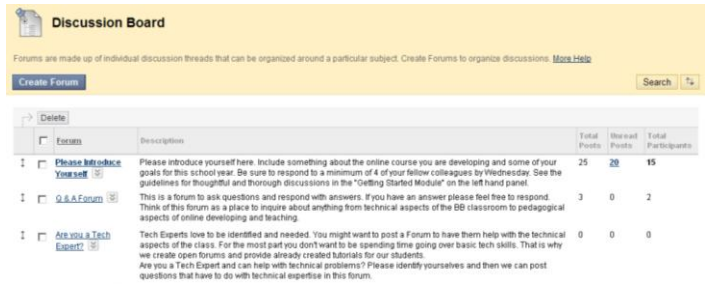 Discussion Board
Forums are made up of individual discussion threads that can be organized around a particular subject. Create Forums to organize discussions. More Help
Create Forum
Search
Delete
Forum Description Total Posts Unread Posts Total Participants
Please Introduce Yourself
Please introduce yourself here. Include something about the online course you are developing and some of your
goals for this school year. Be sure to respond to a minimum of 4 of your fellow colleagues by Wednesday. See the
guidelines for thoughtful and thorough discussions in the "Getting Started Module" on the left hand panel.
25 20 15
Q & A Forum
This is a forum to ask questions and respond with answers. If you have an answer please feel free to respond.
Think of this forum as a place to inquire about anything from technical aspects of the BB classroom to pedagogical
aspects of online developing and teaching.
3 0 2
Are you a Tech Expert?
Tech Experts love to be identified and needed. You might want to post a Forum to have them help with the technical
aspects of the class. For the most part you don't want to be spending time going over basic tech skills. That is why
we create open forums and provide already created tutorials for our students.
Are you a Tech Expert and can help with technical problems? Please identify yourselves and then we can post
questions that have to do with technical expertise in this forum.
0 0 0